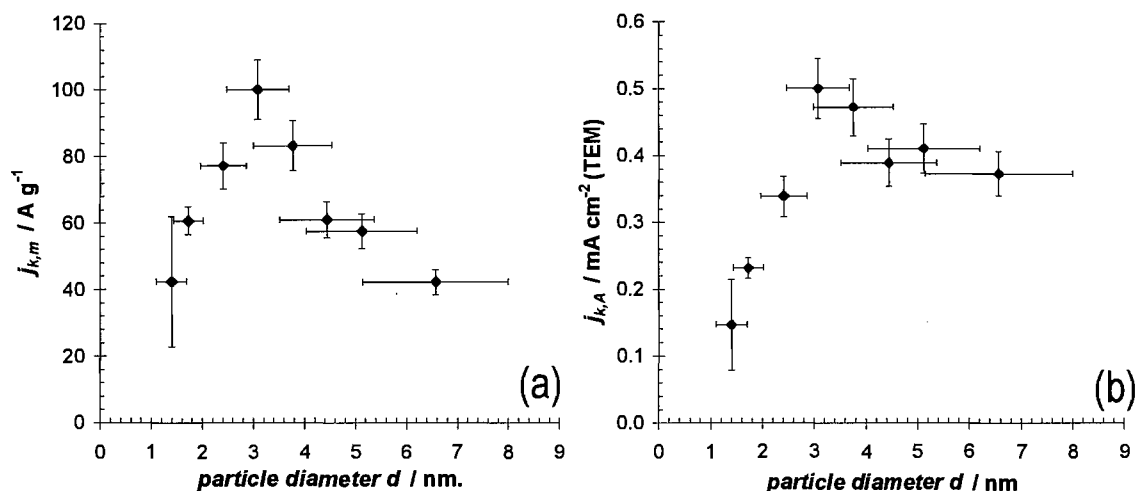 120
100
80
60
40
20
0
j_{k,m} / A g^{-1}
0 1 2 3 4 5 6 7 8 9
particle diameter d / nm.
(a)
0.6
0.5
0.4
0.3
0.2
0.1
0.0
j_{k,A} / mA cm^{-2} (TEM)
0 1 2 3 4 5 6 7 8 9
particle diameter d / nm
(b)